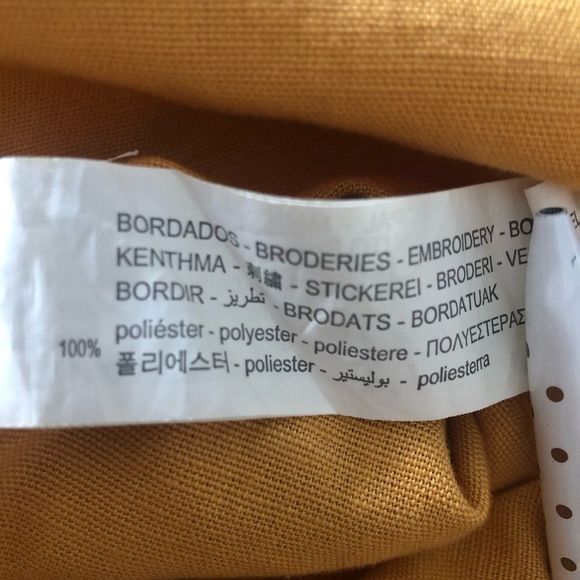 BORDADOS - BRODERIES - EMBROIDERY - BO
KENTHMA - 刺繍 - STICKEREI - BRODERI - VE
BORDIR - تطريز - BRODATS - BORDATUAK
100% poliéster - polyester - poliestere - ΠΟΛΥΕΣΤΕΡΑΣ
폴리에스터 - poliester - بوليستير - poliesterra